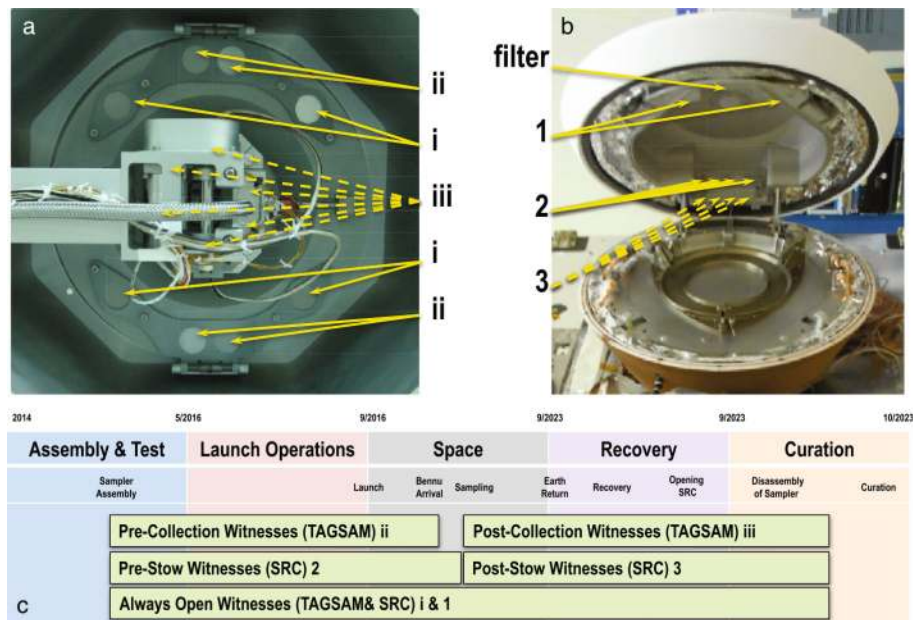 a
ii
i
iii
i
ii
b
filter
1
2
3
2014 5/2016 9/2016 9/2023 9/2023 10/2023
Assembly & Test Launch Operations Space Recovery Curation
Sampler Assembly Launch Bennu Arrival Sampling Earth Return Recovery Opening SRC Disassembly of Sampler Curation
Pre-Collection Witnesses (TAGSAM) ii Post-Collection Witnesses (TAGSAM) iii
Pre-Stow Witnesses (SRC) 2 Post-Stow Witnesses (SRC) 3
Always Open Witnesses (TAGSAM& SRC) i & 1
c